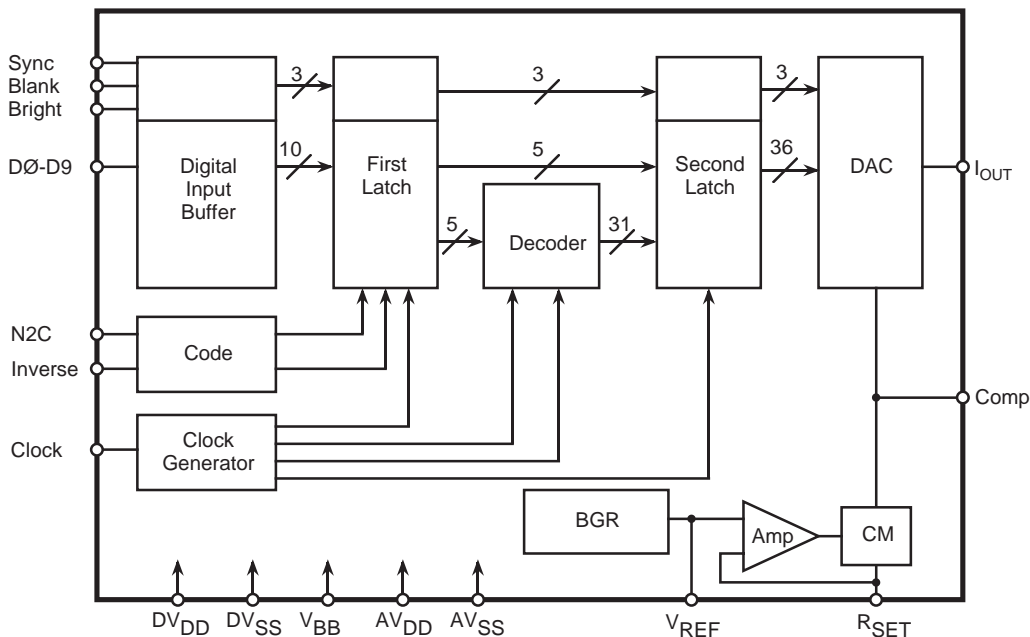 Sync
Blank
Bright
3
3
3
DØ-D9
Digital
Input
Buffer
10
First
Latch
5
5
Decoder
31
Second
Latch
36
DAC
IOUT
N2C
Inverse
Code
Comp
Clock
Clock
Generator
BGR
Amp
CM
DVDD
DVSS
VBB
AVDD
AVSS
VREF
RSET